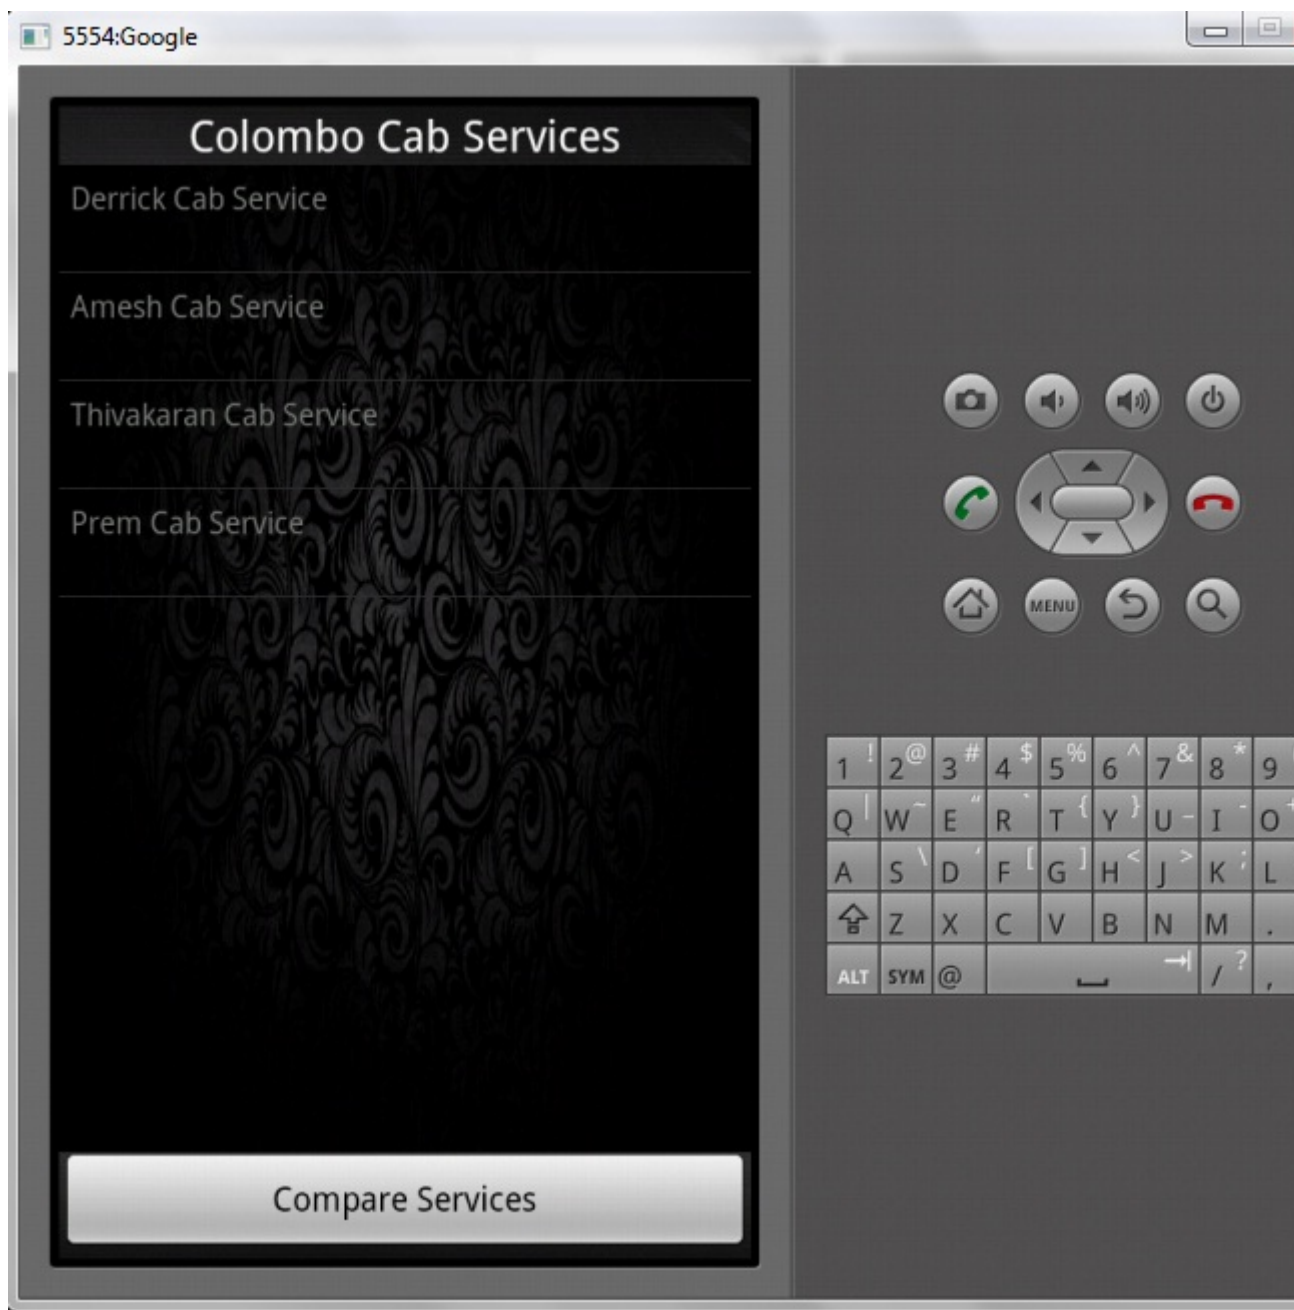 5554:Google
Colombo Cab Services
Derrick Cab Service
Amesh Cab Service
Thivakaran Cab Service
Prem Cab Service
Compare Services
MENU
1 ! 2 @ 3 # 4 $ 5 % 6 ^ 7 & 8 * 9
Q | W ~ E " R ` T { Y } U _ I - O +
A S \ D ' F [ G ] H < J > K ; L
Z X C V B N M .
ALT SYM @ / ? ,